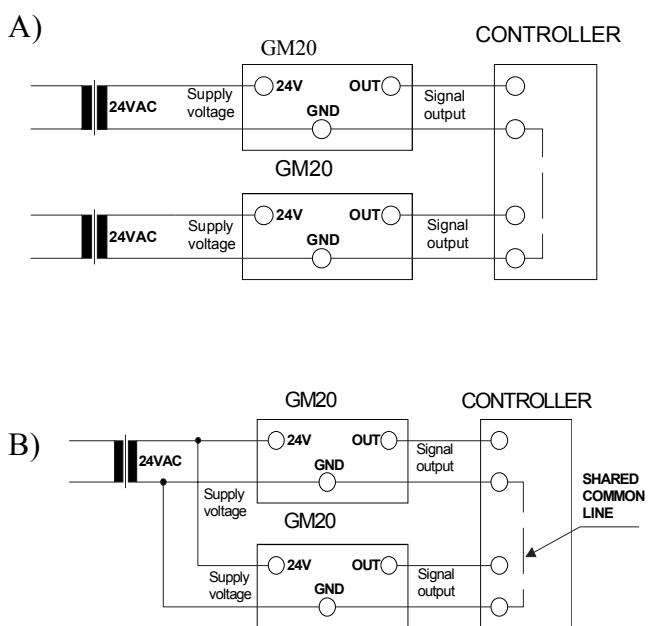 A)
GM20
CONTROLLER
24VAC
Supply
voltage
24V
OUT
GND
Signal
output
GM20
24VAC
Supply
voltage
24V
OUT
GND
Signal
output
B)
GM20
CONTROLLER
24VAC
Supply
voltage
24V
OUT
GND
Signal
output
SHARED
COMMON
LINE
GM20
Supply
voltage
24V
OUT
GND
Signal
output